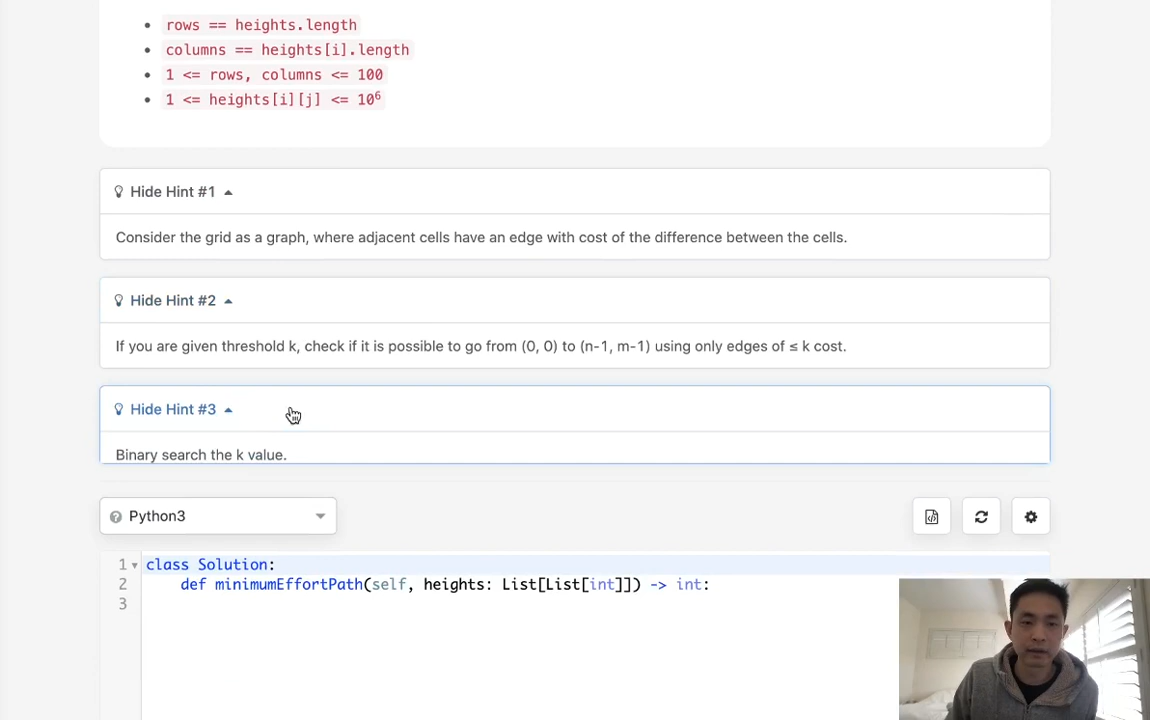 rows == heights.length
columns == heights[i].length
1 <= rows, columns <= 100
1 <= heights[i][j] <= 10⁶
Hide Hint #1
Consider the grid as a graph, where adjacent cells have an edge with cost of the difference between the cells.
Hide Hint #2
If you are given threshold k, check if it is possible to go from (0, 0) to (n-1, m-1) using only edges of ≤ k cost.
Hide Hint #3
Binary search the k value.
Python3
1 class Solution:
2 def minimumEffortPath(self, heights: List[List[int]]) -> int:
3